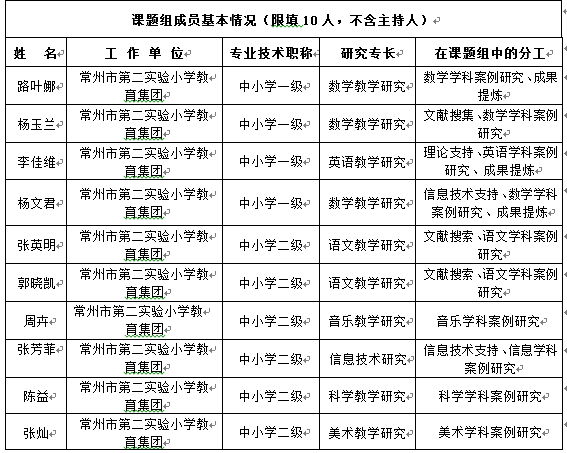 课题组成员基本情况（限填10人，不含主持人）
姓 名 工 作 单 位 专业技术职称 研究专长 在课题组中的分工
路叶娜 常州市第二实验小学教育集团 中小学一级 数学教学研究 数学学科案例研究、成果提炼
杨玉兰 常州市第二实验小学教育集团 中小学一级 数学教学研究 文献搜集、数学学科案例研究
李佳维 常州市第二实验小学教育集团 中小学一级 英语教学研究 理论支持、英语学科案例研究、成果提炼
杨文君 常州市第二实验小学教育集团 中小学一级 数学教学研究 信息技术支持、数学学科案例研究、成果提炼
张英明 常州市第二实验小学教育集团 中小学二级 语文教学研究 文献搜索、语文学科案例研究
郭晓凯 常州市第二实验小学教育集团 中小学二级 语文教学研究 文献搜索、语文学科案例研究
周卉 常州市第二实验小学教育集团 中小学二级 音乐教学研究 音乐学科案例研究
张芳菲 常州市第二实验小学教育集团 中小学二级 信息技术研究 信息技术支持、信息学科案例研究
陈益 常州市第二实验小学教育集团 中小学二级 科学教学研究 科学学科案例研究
张灿 常州市第二实验小学教育集团 中小学二级 美术教学研究 美术学科案例研究